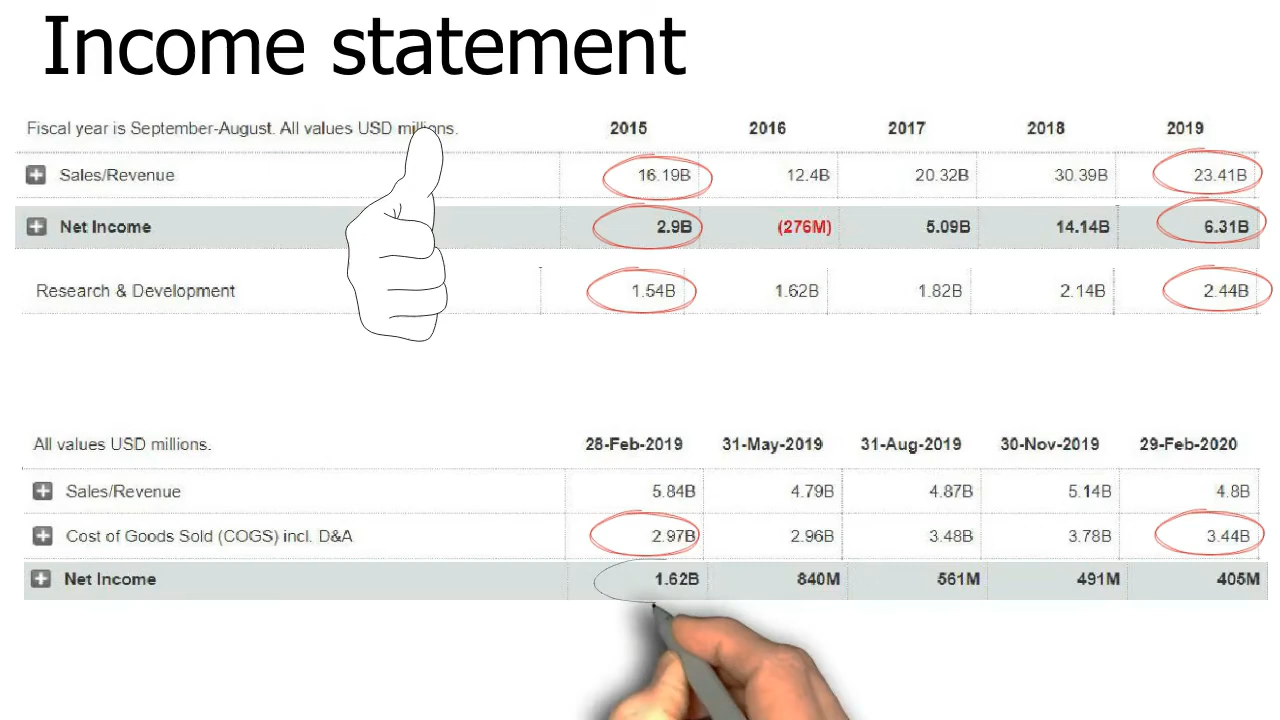 Income statement
Fiscal year is September-August. All values USD millions. 2015 2016 2017 2018 2019
Sales/Revenue 16.19B 12.4B 20.32B 30.39B 23.41B
Net Income 2.9B (276M) 5.09B 14.14B 6.31B
Research & Development 1.54B 1.62B 1.82B 2.14B 2.44B
All values USD millions. 28-Feb-2019 31-May-2019 31-Aug-2019 30-Nov-2019 29-Feb-2020
Sales/Revenue 5.84B 4.79B 4.87B 5.14B 4.8B
Cost of Goods Sold (COGS) incl. D&A 2.97B 2.96B 3.48B 3.78B 3.44B
Net Income 1.62B 840M 561M 491M 405M